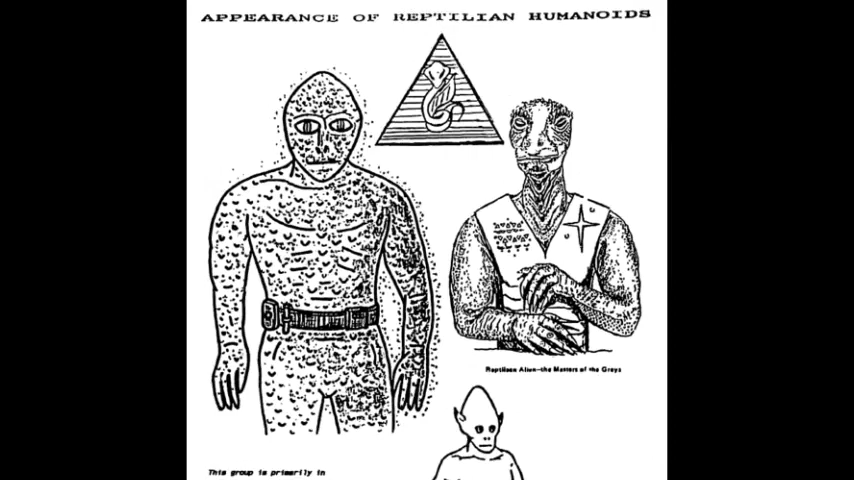 APPEARANCE OF REPTILIAN HUMANOIDS
Reptilian Alien-the Masters of the Greys
This group is primarily in